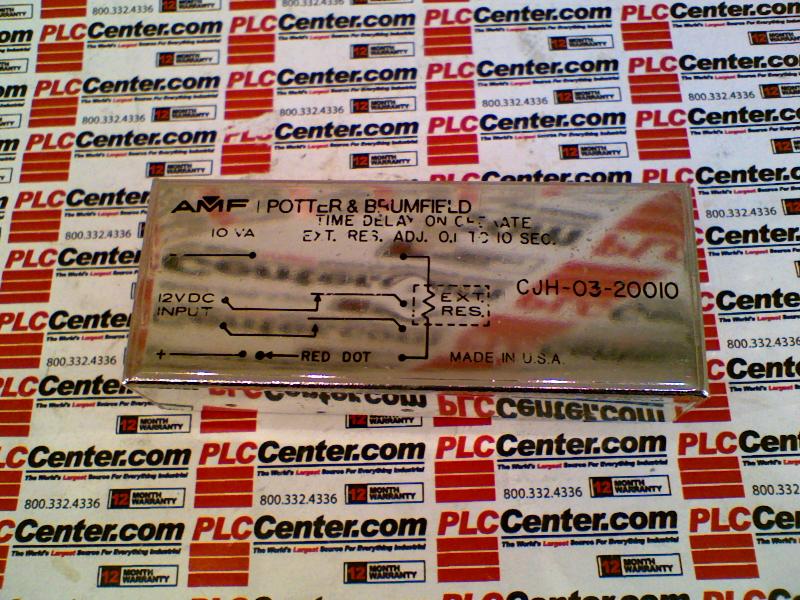 AMF | POTTER & BRUMFIELD
TIME DELAY ON OPERATE
10 VA
EXT. RES. ADJ. 0.1 TO 10 SEC.
CJH-03-20010
12VDC
INPUT
EXT.
RES.
+
RED DOT
MADE IN U.S.A.
PLCCenter.com
The World's Largest Source For Everything Industrial
800.332.4336
12 MONTH
WARRANTY